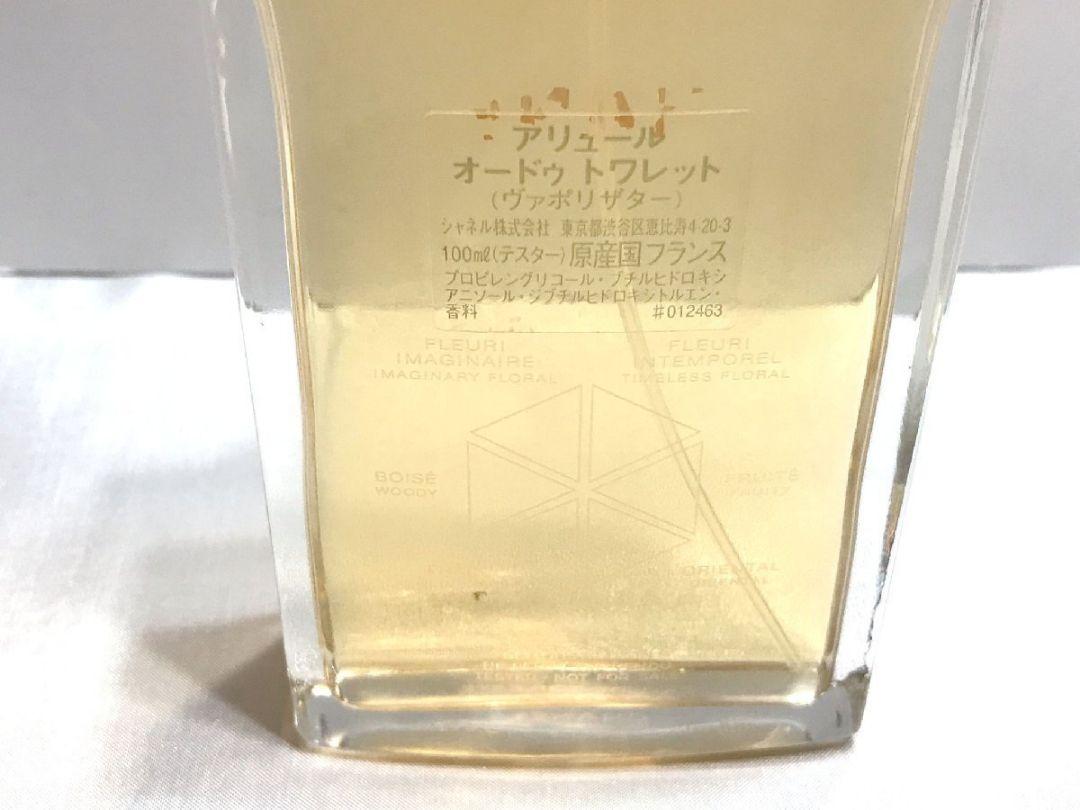 アリュール
オードゥ トワレット
(ヴァポリザター)
シャネル株式会社 東京都渋谷区恵比寿4-20-3
100㎖(テスター) 原産国フランス
プロピレングリコール・ブチルヒドロキシ
アニソール・ジブチルヒドロキシトルエン・
香料 #012463
FLEURI FLEURI
IMAGINAIRE INTEMPOREL
IMAGINARY FLORAL TIMELESS FLORAL
BOISÉ FRUITÉ
WOODY FRUITY
ORIENTAL
ORIENTAL
TESTER - NOT FOR SALE